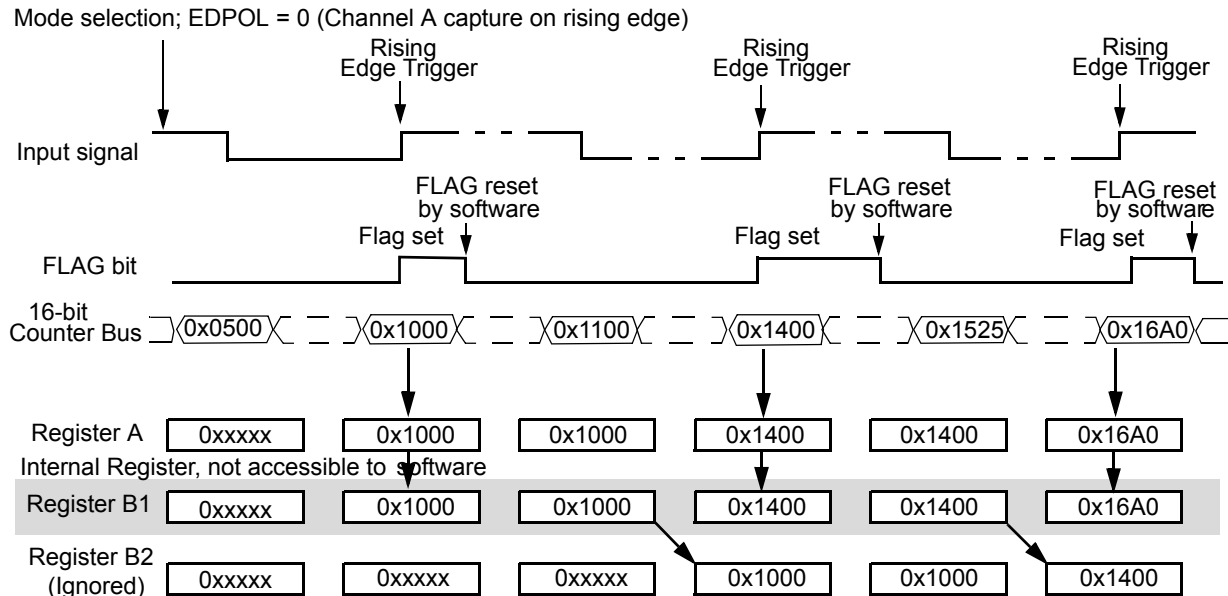 Mode selection; EDPOL = 0 (Channel A capture on rising edge)
Rising
Edge Trigger
Rising
Edge Trigger
Rising
Edge Trigger
Input signal
FLAG reset
by software
FLAG reset
by software
FLAG reset
by software
Flag set
Flag set
Flag set
FLAG bit
16-bit
Counter Bus
0x0500 0x1000 0x1100 0x1400 0x1525 0x16A0
Register A 0xxxxx 0x1000 0x1000 0x1400 0x1400 0x16A0
Internal Register, not accessible to software
Register B1 0xxxxx 0x1000 0x1000 0x1400 0x1400 0x16A0
Register B2
(Ignored) 0xxxxx 0xxxxx 0xxxxx 0x1000 0x1000 0x1400